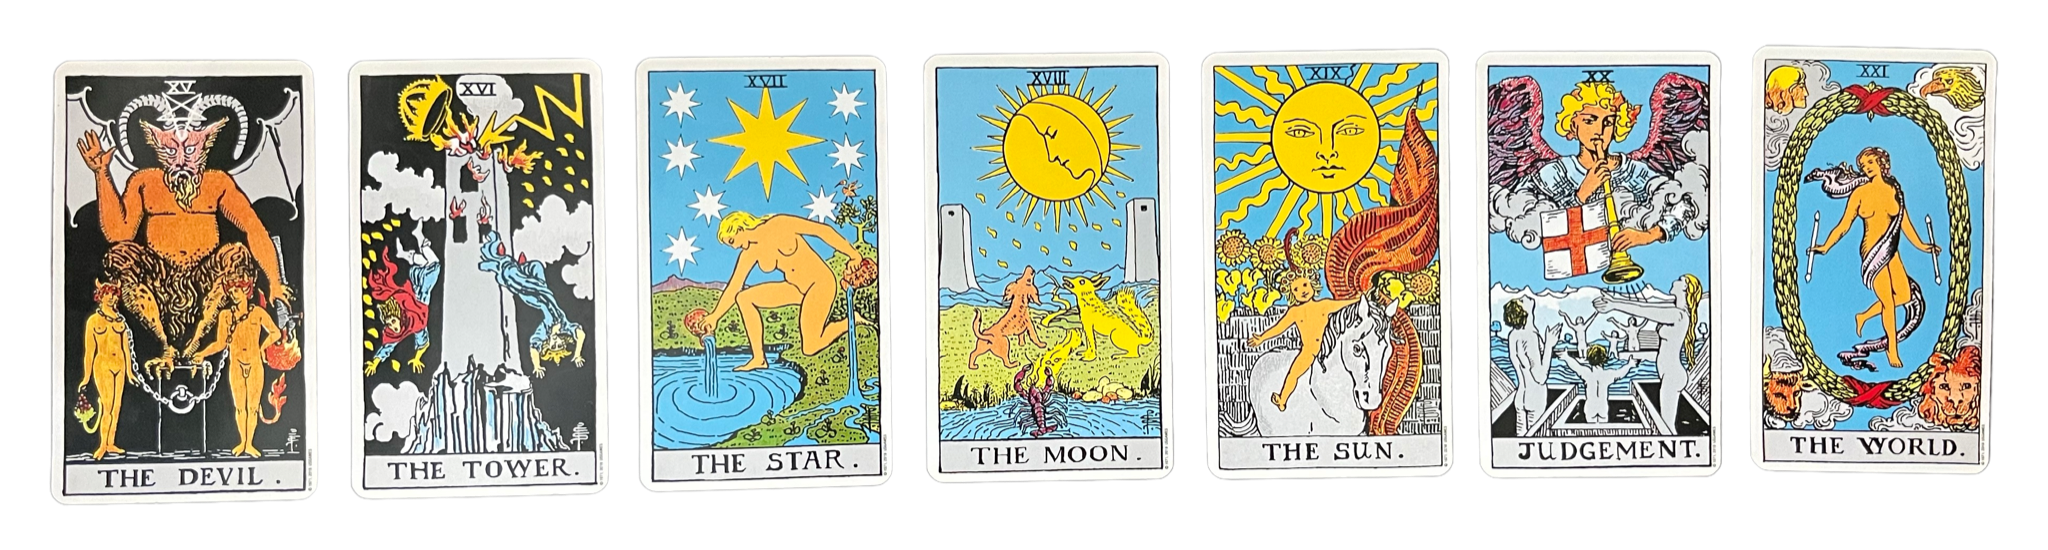 XV
THE DEVIL.
XVI
THE TOWER.
XVII
THE STAR.
XVIII
THE MOON.
XIX
THE SUN.
XX
JUDGEMENT.
XXI
THE WORLD.